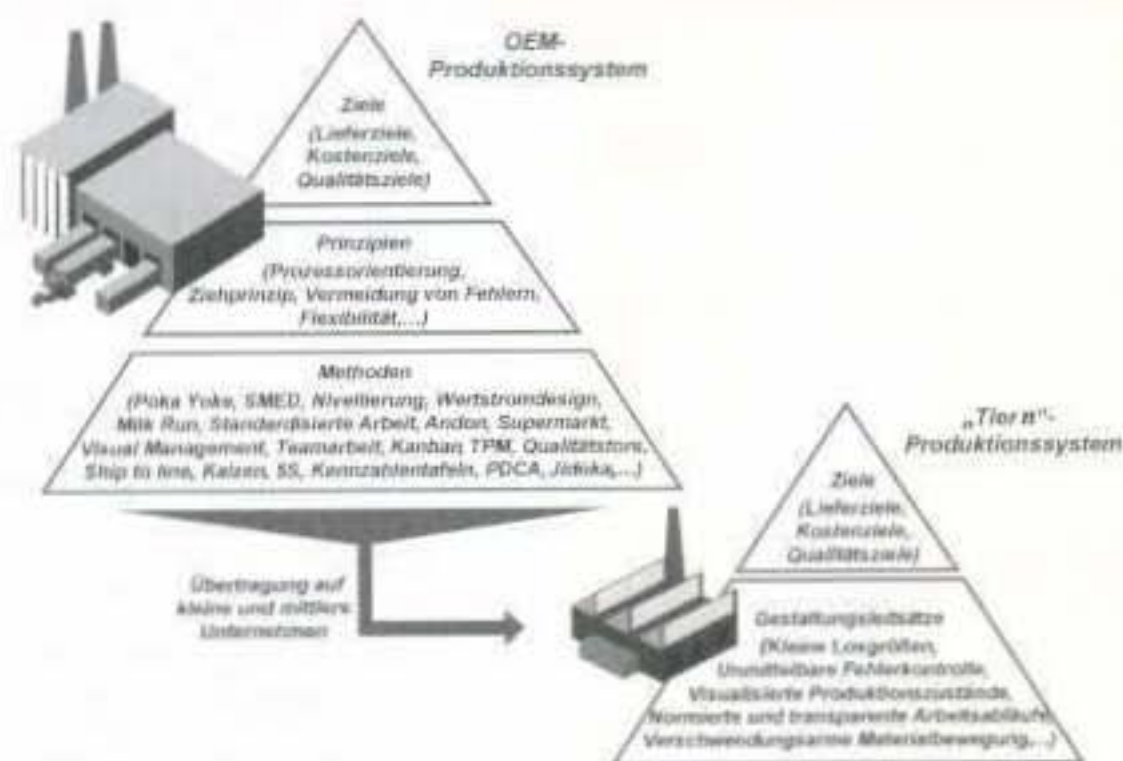 OEM-
Produktionssystem
Ziele
(Lieferziele,
Kostenziele,
Qualitätsziele)
Prinzipien
(Prozessorientierung,
Ziehprinzip, Vermeidung von Fehlern,
Flexibilität,...)
Methoden
(Poka Yoke, SMED, Nivellierung, Wertstromdesign,
Milk Run, Standardisierte Arbeit, Andon, Supermarkt,
Visual Management, Teamarbeit, Kanban, TPM, Qualitätstore,
Ship to line, Kaizen, 5S, Kennzahlentafeln, PDCA, Jidoka,...)
Übertragung auf
kleine und mittlere
Unternehmen
„Tier n“-
Produktionssystem
Ziele
(Lieferziele,
Kostenziele,
Qualitätsziele)
Gestaltungsleitsätze
(Kleine Losgrößen,
Unmittelbare Fehlerkontrolle,
Visualisierte Produktionszustände,
Normierte und transparente Arbeitsabläufe,
Verschwendungsarme Materialbewegung,...)